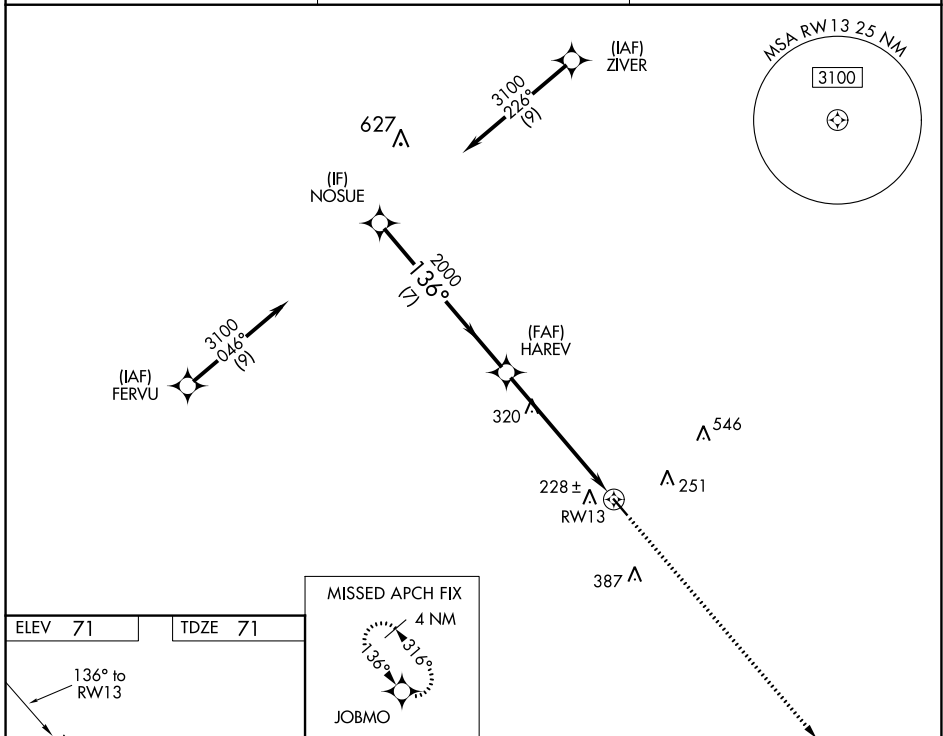 MSA RW13 25 NM
3100
(IAF)
ZIVER
3100
226°
(9)
627
(IF)
NOSUE
2000
136°
(7)
(FAF)
HAREV
3100
046°
(9)
(IAF)
FERVU
320
546
251
228±
RW13
387
MISSED APCH FIX
4 NM
316°
136°
JOBMO
ELEV 71
TDZE 71
136° to
RW13